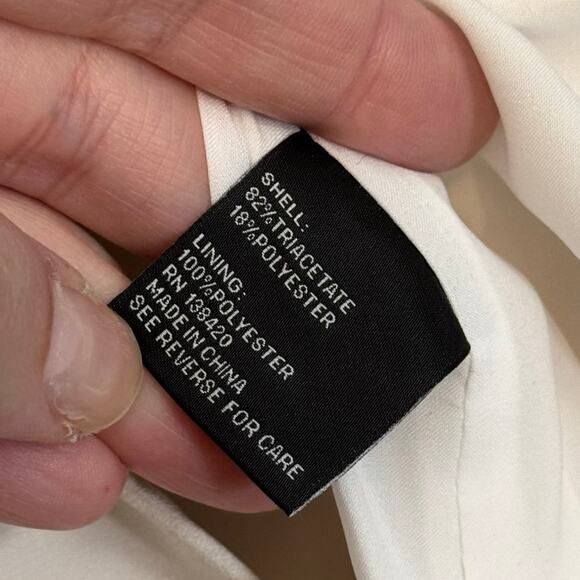 SHELL:
82%TRIACETATE
18%POLYESTER
LINING:
100%POLYESTER
RN 138420
MADE IN CHINA
SEE REVERSE FOR CARE